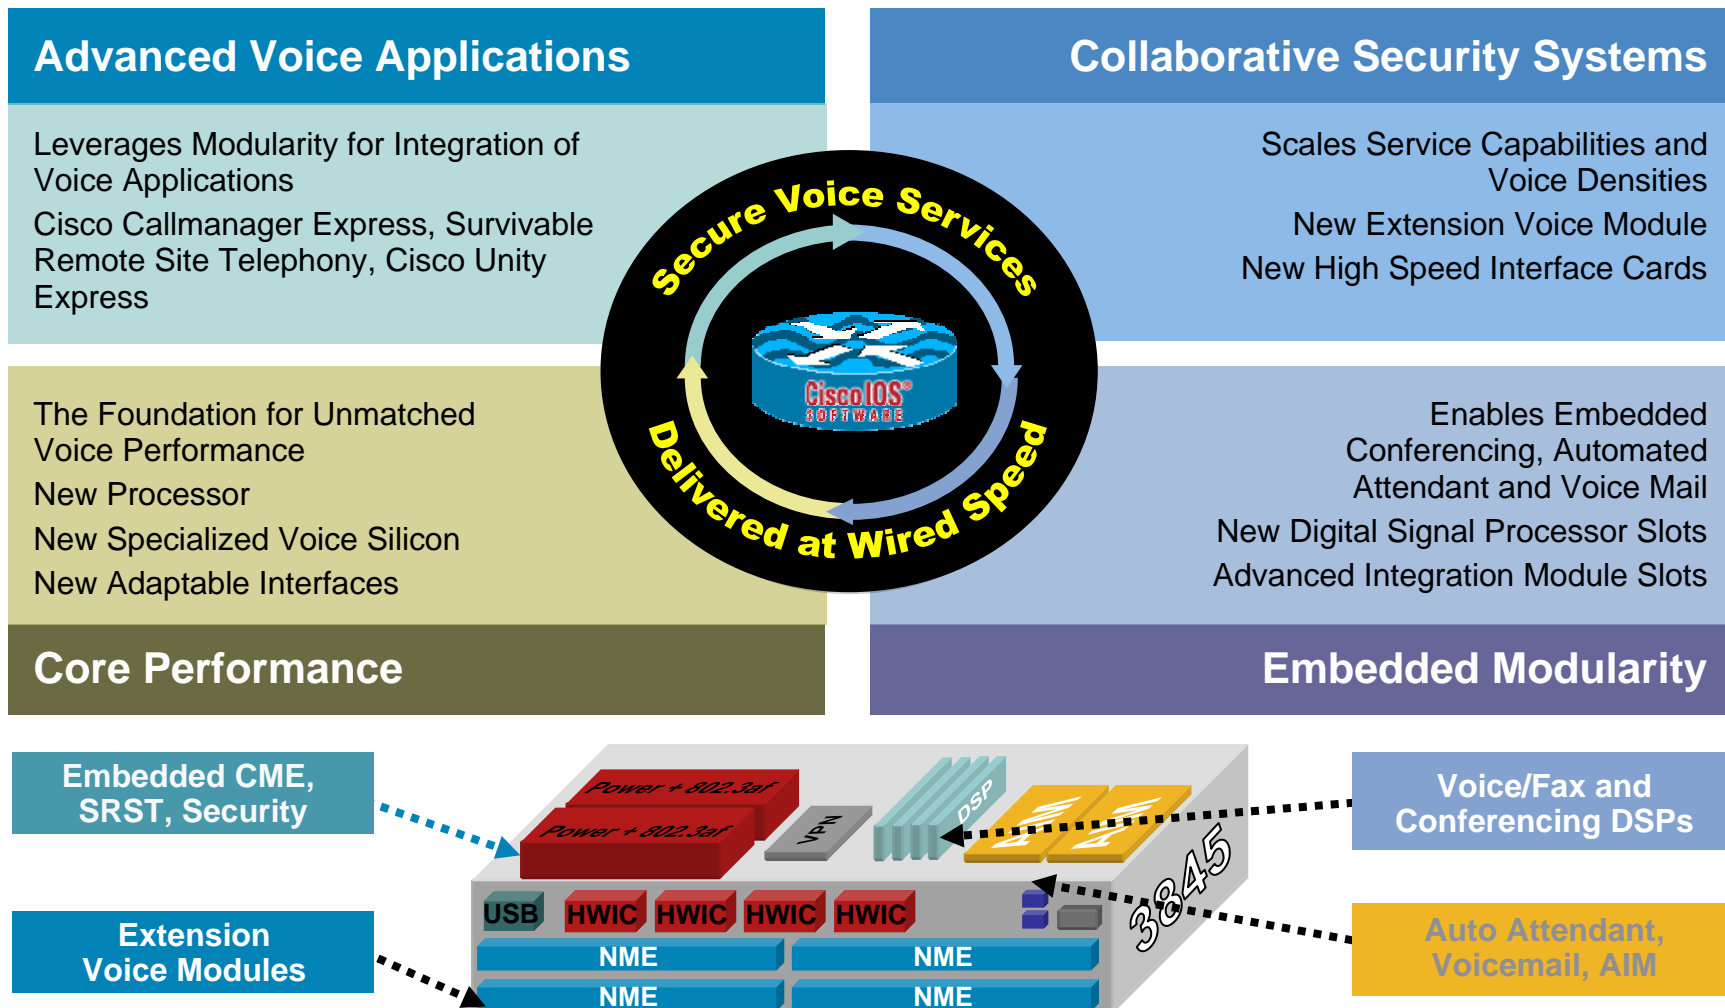 Advanced Voice Applications
Leverages Modularity for Integration of
Voice Applications
Cisco Callmanager Express, Survivable
Remote Site Telephony, Cisco Unity
Express
Collaborative Security Systems
Scales Service Capabilities and
Voice Densities
New Extension Voice Module
New High Speed Interface Cards
Secure Voice Services
Cisco IOS®
SOFTWARE
Delivered at Wired Speed
The Foundation for Unmatched
Voice Performance
New Processor
New Specialized Voice Silicon
New Adaptable Interfaces
Core Performance
Enables Embedded
Conferencing, Automated
Attendant and Voice Mail
New Digital Signal Processor Slots
Advanced Integration Module Slots
Embedded Modularity
Embedded CME,
SRST, Security
Extension
Voice Modules
Power + 802.3af
Power + 802.3af
VPN
DSP
AIM
AIM
3845
USB
HWIC
HWIC
HWIC
HWIC
NME
NME
NME
NME
Voice/Fax and
Conferencing DSPs
Auto Attendant,
Voicemail, AIM